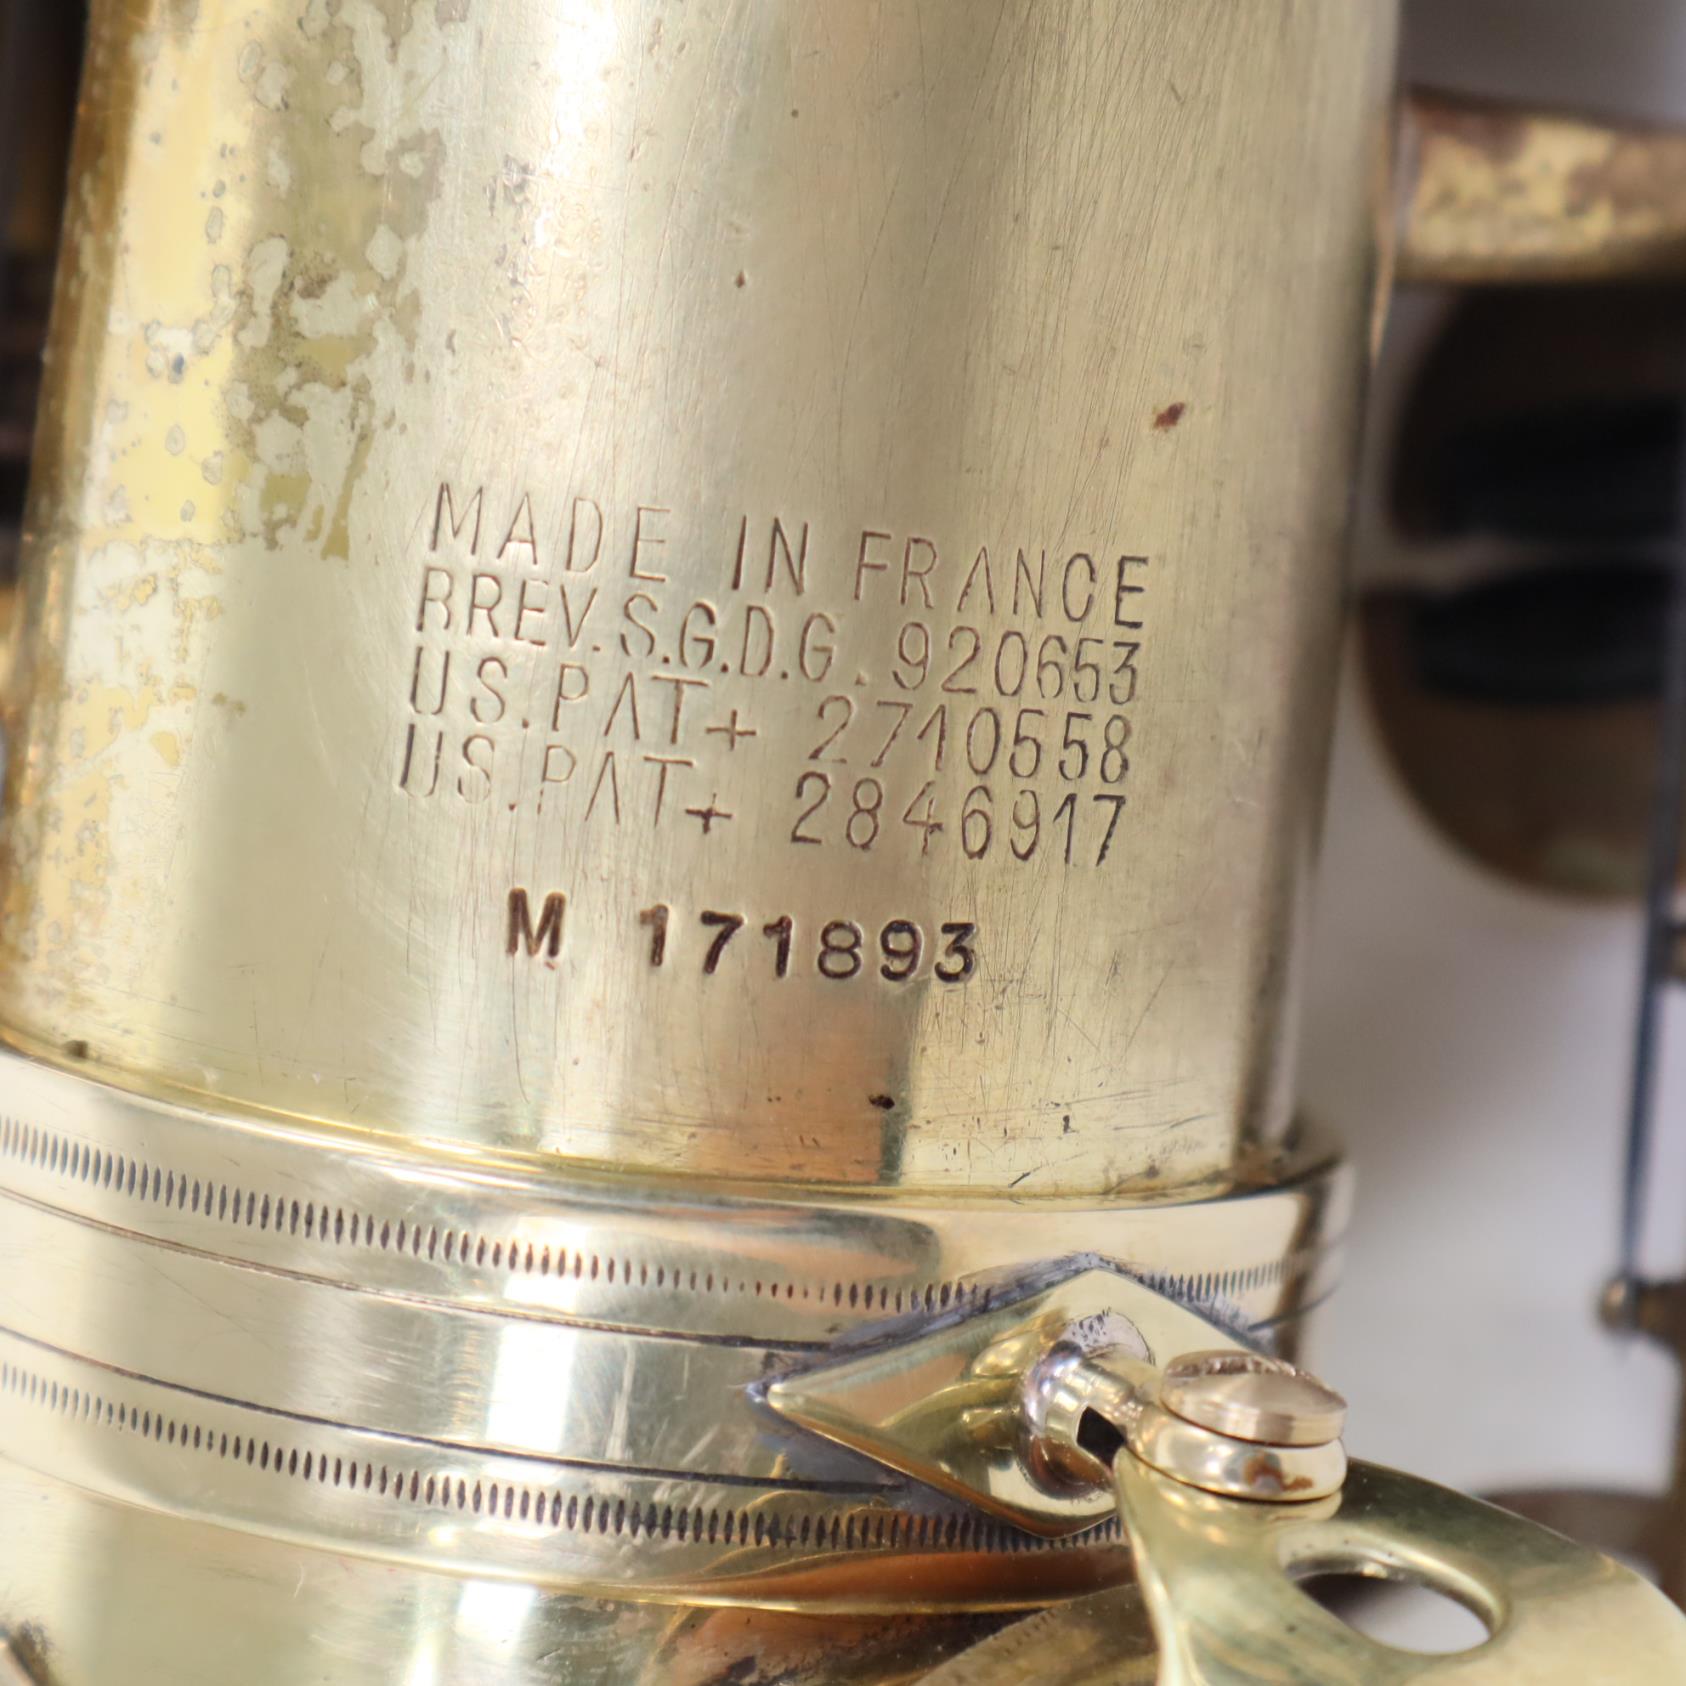 MADE IN FRANCE
BREV. S.G.D.G. 920653
US. PAT + 2710558
US. PAT + 2846917
M 171893